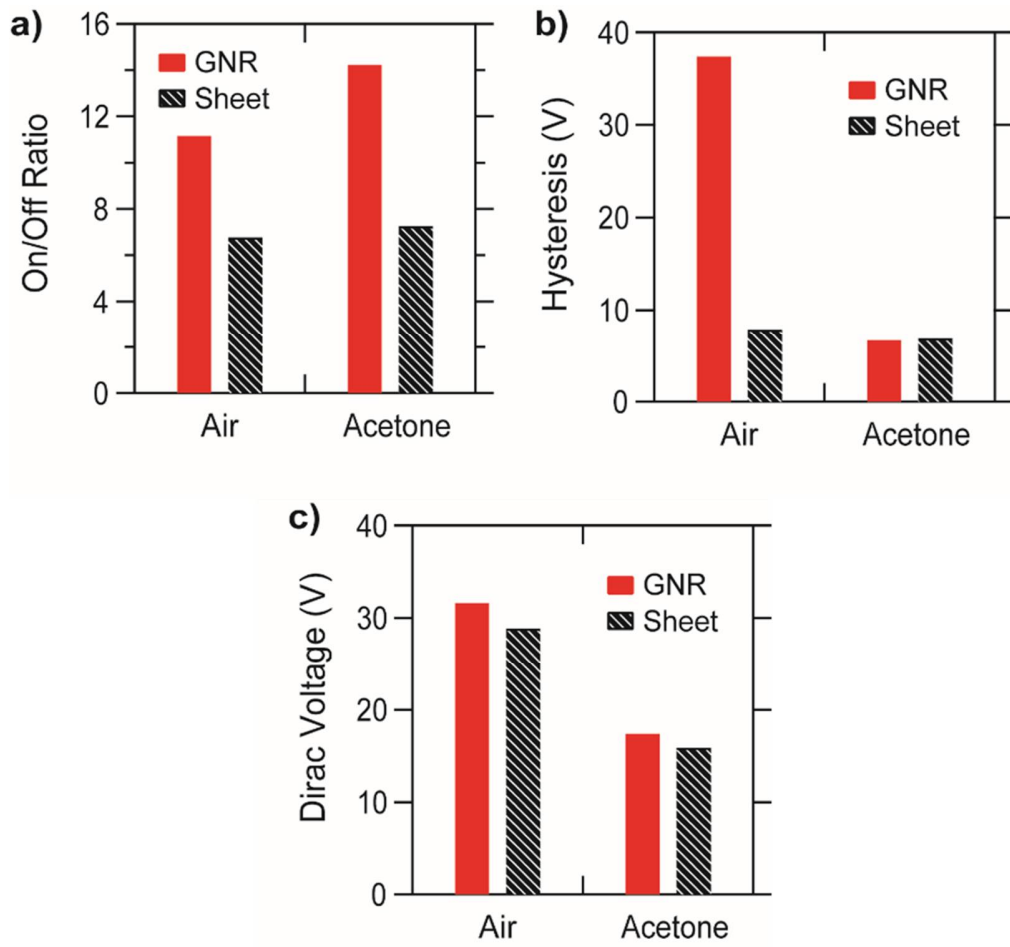 a)
On/Off Ratio
16
12
8
4
0
GNR
Sheet
Air
Acetone
b)
Hysteresis (V)
40
30
20
10
0
GNR
Sheet
Air
Acetone
c)
Dirac Voltage (V)
40
30
20
10
0
GNR
Sheet
Air
Acetone